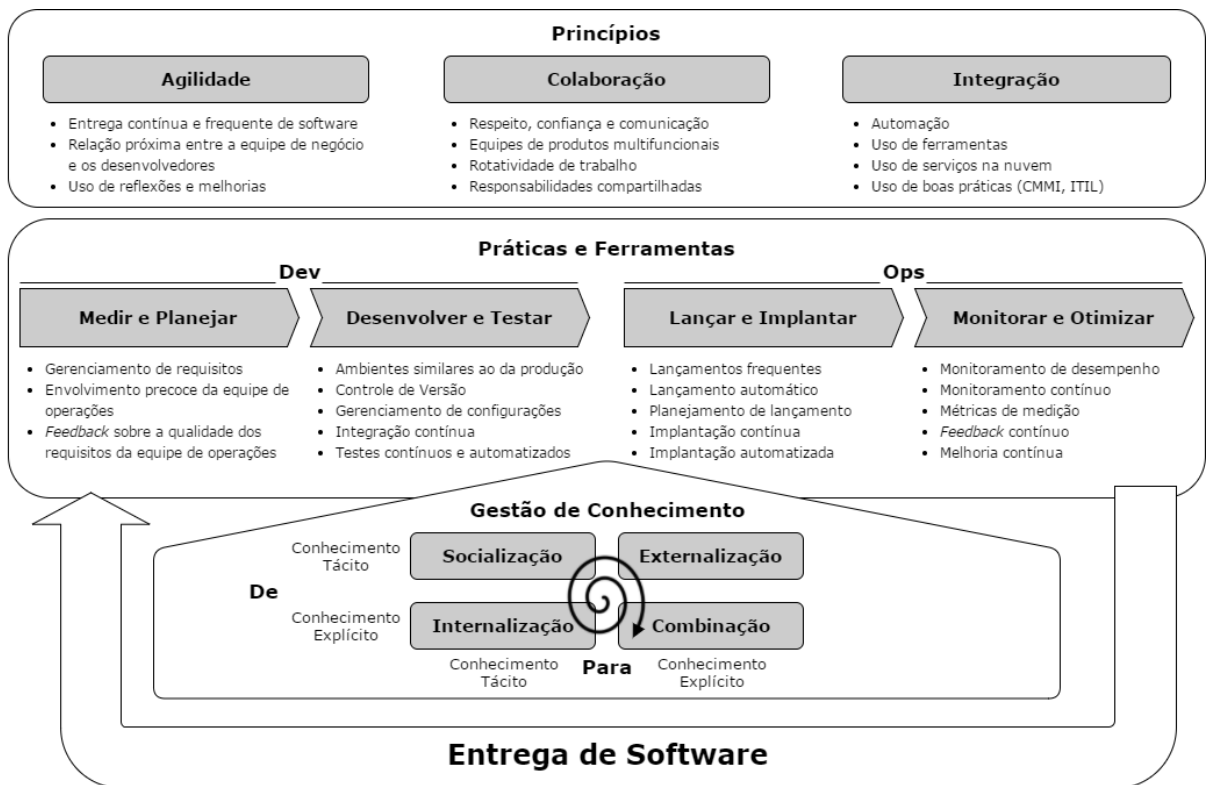 Princípios
Agilidade
• Entrega contínua e frequente de software
• Relação próxima entre a equipe de negócio
e os desenvolvedores
• Uso de reflexões e melhorias
Colaboração
• Respeito, confiança e comunicação
• Equipes de produtos multifuncionais
• Rotatividade de trabalho
• Responsabilidades compartilhadas
Integração
• Automação
• Uso de ferramentas
• Uso de serviços na nuvem
• Uso de boas práticas (CMMI, ITIL)
Práticas e Ferramentas
Dev
Medir e Planejar
• Gerenciamento de requisitos
• Envolvimento precoce da equipe de
operações
• Feedback sobre a qualidade dos
requisitos da equipe de operações
Desenvolver e Testar
• Ambientes similares ao da produção
• Controle de Versão
• Gerenciamento de configurações
• Integração contínua
• Testes contínuos e automatizados
Ops
Lançar e Implantar
• Lançamentos frequentes
• Lançamento automático
• Planejamento de lançamento
• Implantação contínua
• Implantação automatizada
Monitorar e Otimizar
• Monitoramento de desempenho
• Monitoramento contínuo
• Métricas de medição
• Feedback contínuo
• Melhoria contínua
Gestão de Conhecimento
De
Conhecimento
Tácito
Socialização
Externalização
Conhecimento
Explícito
Internalização
Combinação
Conhecimento
Tácito
Para
Conhecimento
Explícito
Entrega de Software